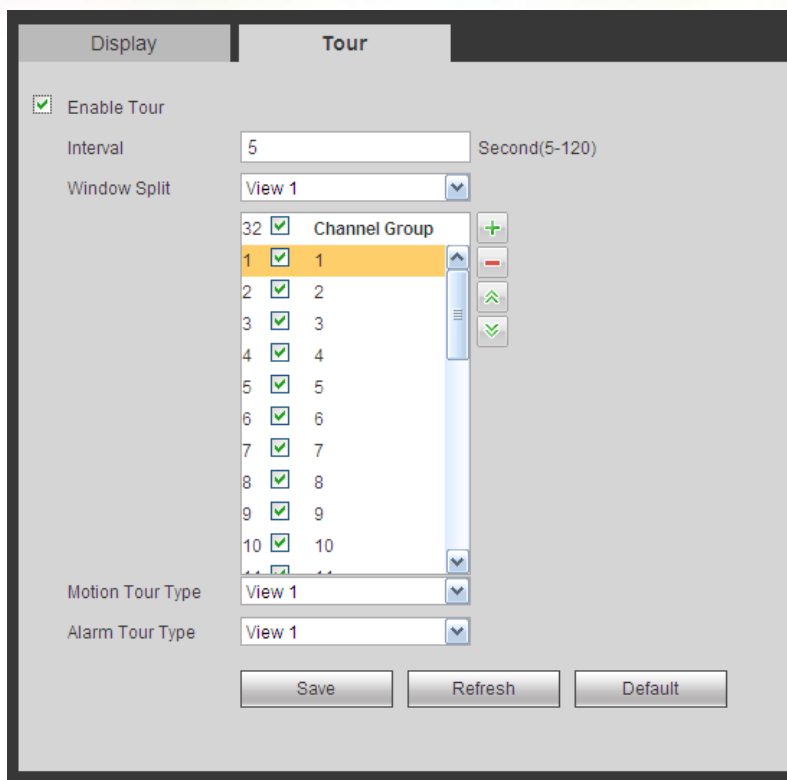 Display Tour
Enable Tour
Interval 5 Second(5-120)
Window Split View 1
32 Channel Group
1 1
2 2
3 3
4 4
5 5
6 6
7 7
8 8
9 9
10 10
Motion Tour Type View 1
Alarm Tour Type View 1
Save Refresh Default